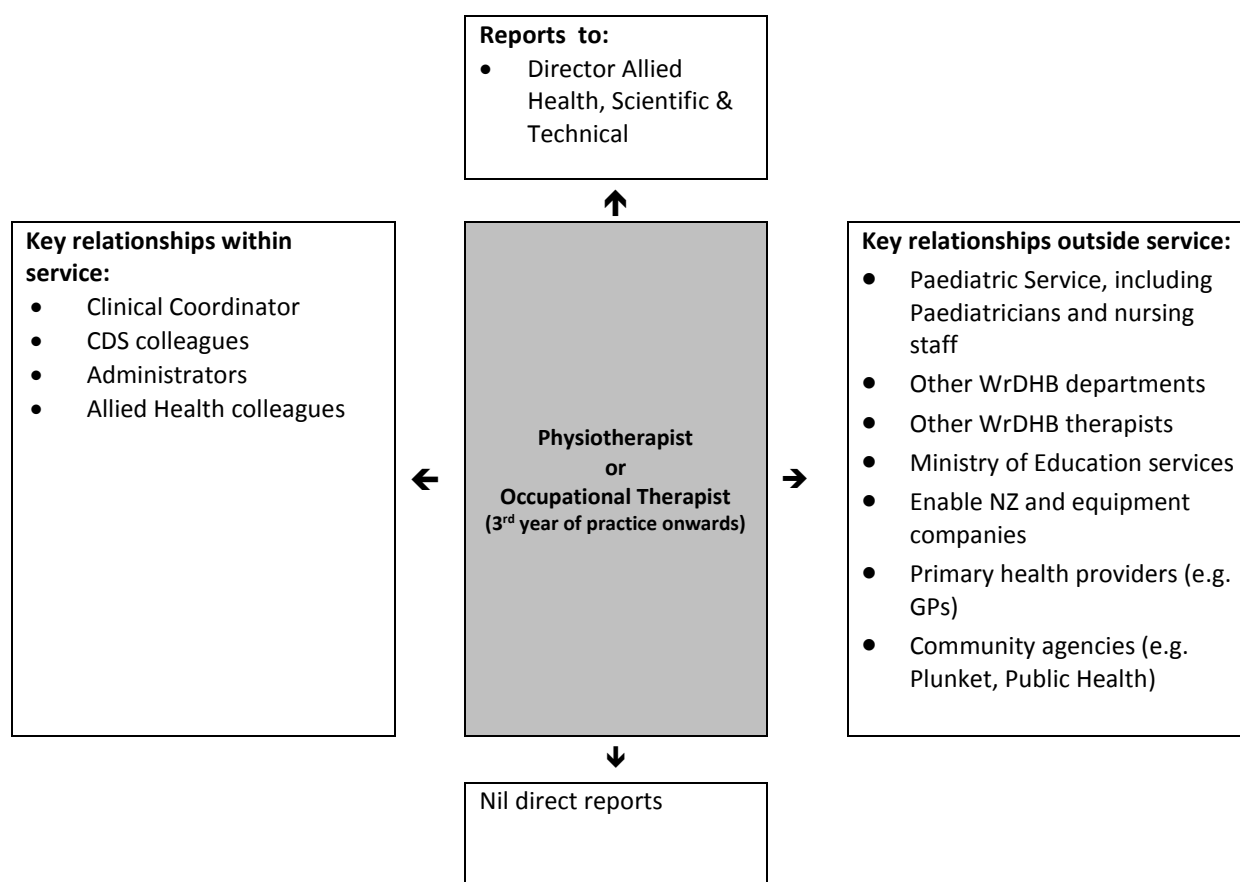 Reports to:
• Director Allied
Health, Scientific &
Technical
Key relationships within
service:
• Clinical Coordinator
• CDS colleagues
• Administrators
• Allied Health colleagues
Physiotherapist
or
Occupational Therapist
(3rd year of practice onwards)
Key relationships outside service:
• Paediatric Service, including
Paediatricians and nursing
staff
• Other WrDHB departments
• Other WrDHB therapists
• Ministry of Education services
• Enable NZ and equipment
companies
• Primary health providers (e.g.
GPs)
• Community agencies (e.g.
Plunket, Public Health)
Nil direct reports